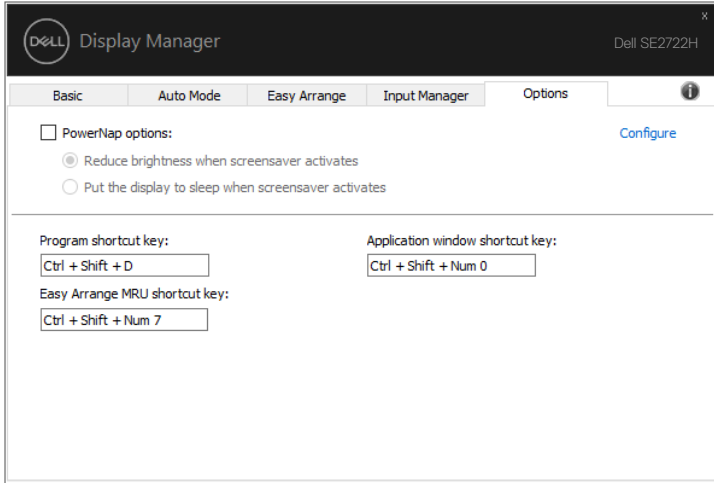 x
DELL Display Manager
Dell SE2722H
Basic Auto Mode Easy Arrange Input Manager Options i
PowerNap options: Configure
Reduce brightness when screensaver activates
Put the display to sleep when screensaver activates
Program shortcut key: Application window shortcut key:
Ctrl + Shift + D Ctrl + Shift + Num 0
Easy Arrange MRU shortcut key:
Ctrl + Shift + Num 7